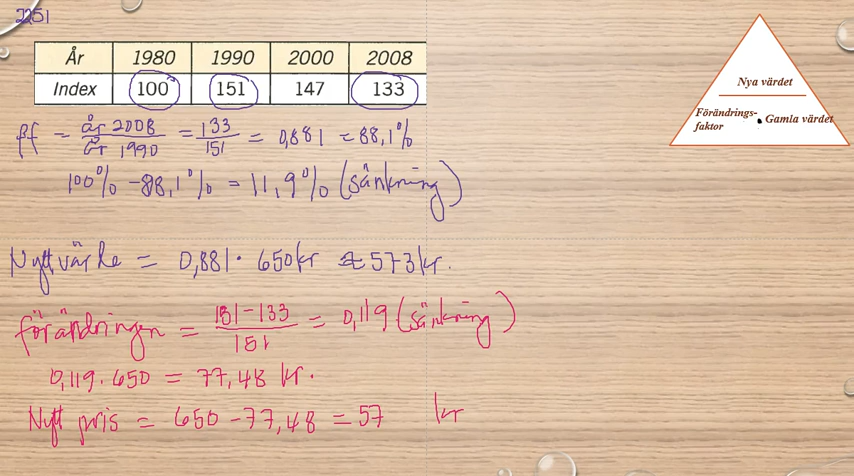 2251
År 1980 1990 2000 2008
Index 100 151 147 133
Nya värdet
Förändrings-
faktor • Gamla värdet
ff = år 2008 / år 1990 = 133/151 = 0,881 = 88,1%
100% - 88,1% = 11,9% (sänkning)
Nytt värde = 0,881 · 650 kr ≈ 573 kr.
förändringen = 151-133 / 151 = 0,119 (sänkning)
0,119 · 650 = 77,48 kr.
Nytt pris = 650 - 77,48 = 57 kr